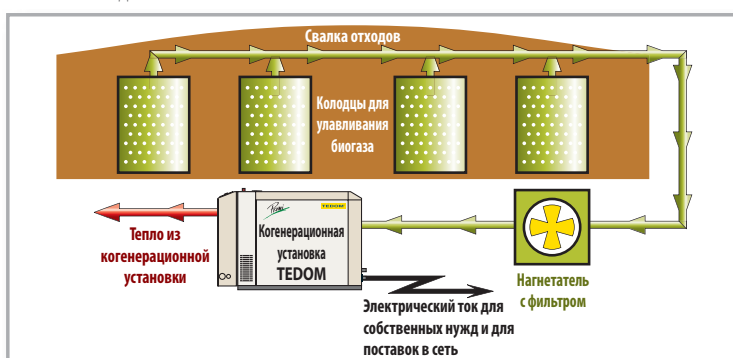 Свалка отходов
Колодцы для
улавливания
биогаза
TEDOM
Когенерационная
установка
TEDOM
Тепло из
когенерационной
установки
Нагнетатель
с фильтром
Электрический ток для
собственных нужд и для
поставок в сеть